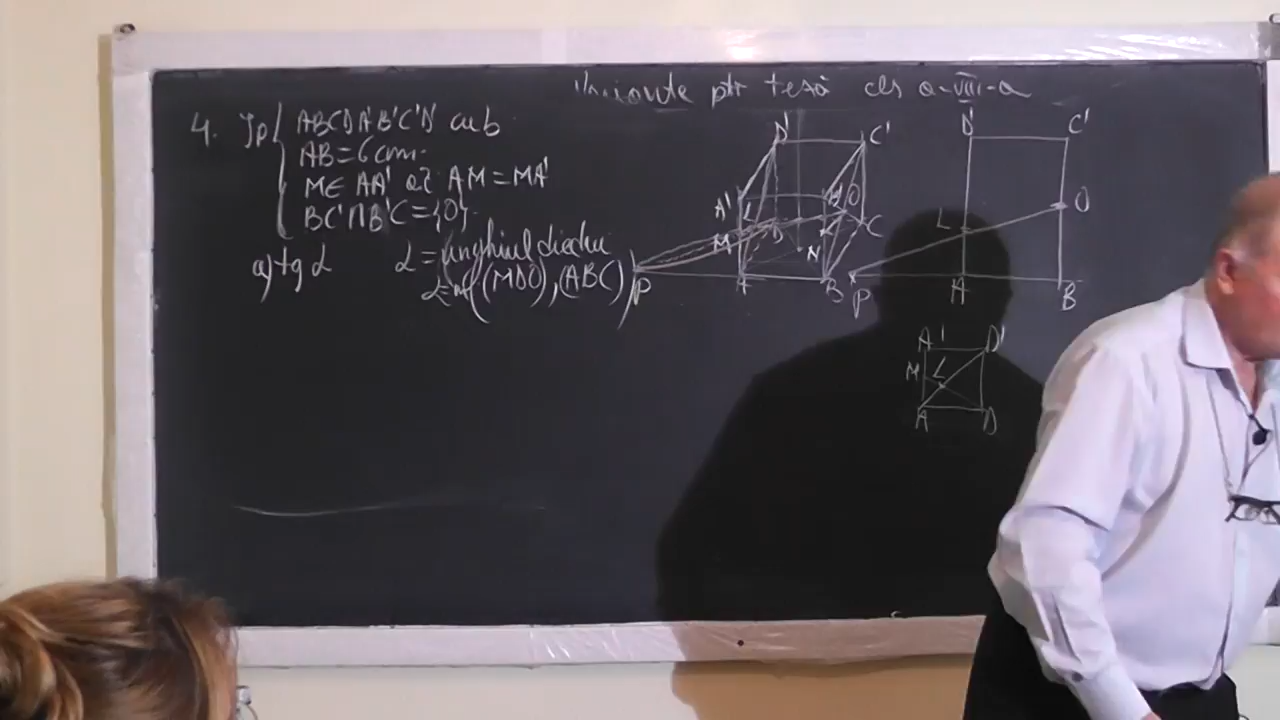 ptr teză cls a-VIII-a
4. Ip ABCDA'B'C'D' cub
AB=6cm.
M∈AA' aî AM=MA'
BC'∩B'C={O}.
a) tg α α=unghiul diedru
(MDO),(ABC)
D' C'
A' B' O
L
M D C
N
P A B
D' C'
L O
P A B
A' D'
M L
A D